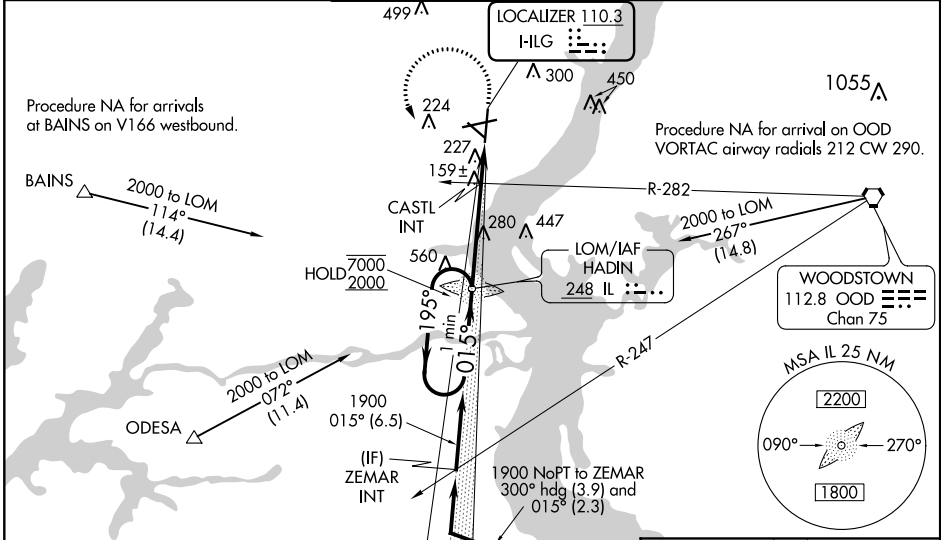 499
LOCALIZER 110.3
I-ILG
300
450
1055
Procedure NA for arrivals
at BAINS on V166 westbound.
224
Procedure NA for arrival on OOD
VORTAC airway radials 212 CW 290.
227
159±
BAINS
2000 to LOM
114°
(14.4)
R-282
CASTL
INT
2000 to LOM
267°
(14.8)
280
447
560
HOLD
7000
2000
LOM/IAF
HADIN
248 IL
WOODSTOWN
112.8 OOD
Chan 75
195°
1 min
015°
R-247
MSA IL 25 NM
2200
090°
270°
1800
2000 to LOM
072°
(11.4)
ODESA
1900
015° (6.5)
(IF)
ZEMAR
INT
1900 NoPT to ZEMAR
300° hdg (3.9) and
015° (2.3)